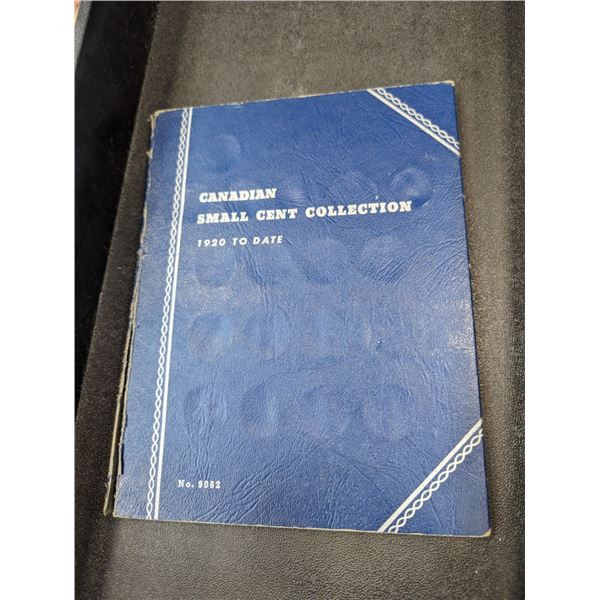 CANADIAN
SMALL CENT COLLECTION
1920 TO DATE
No. 9062